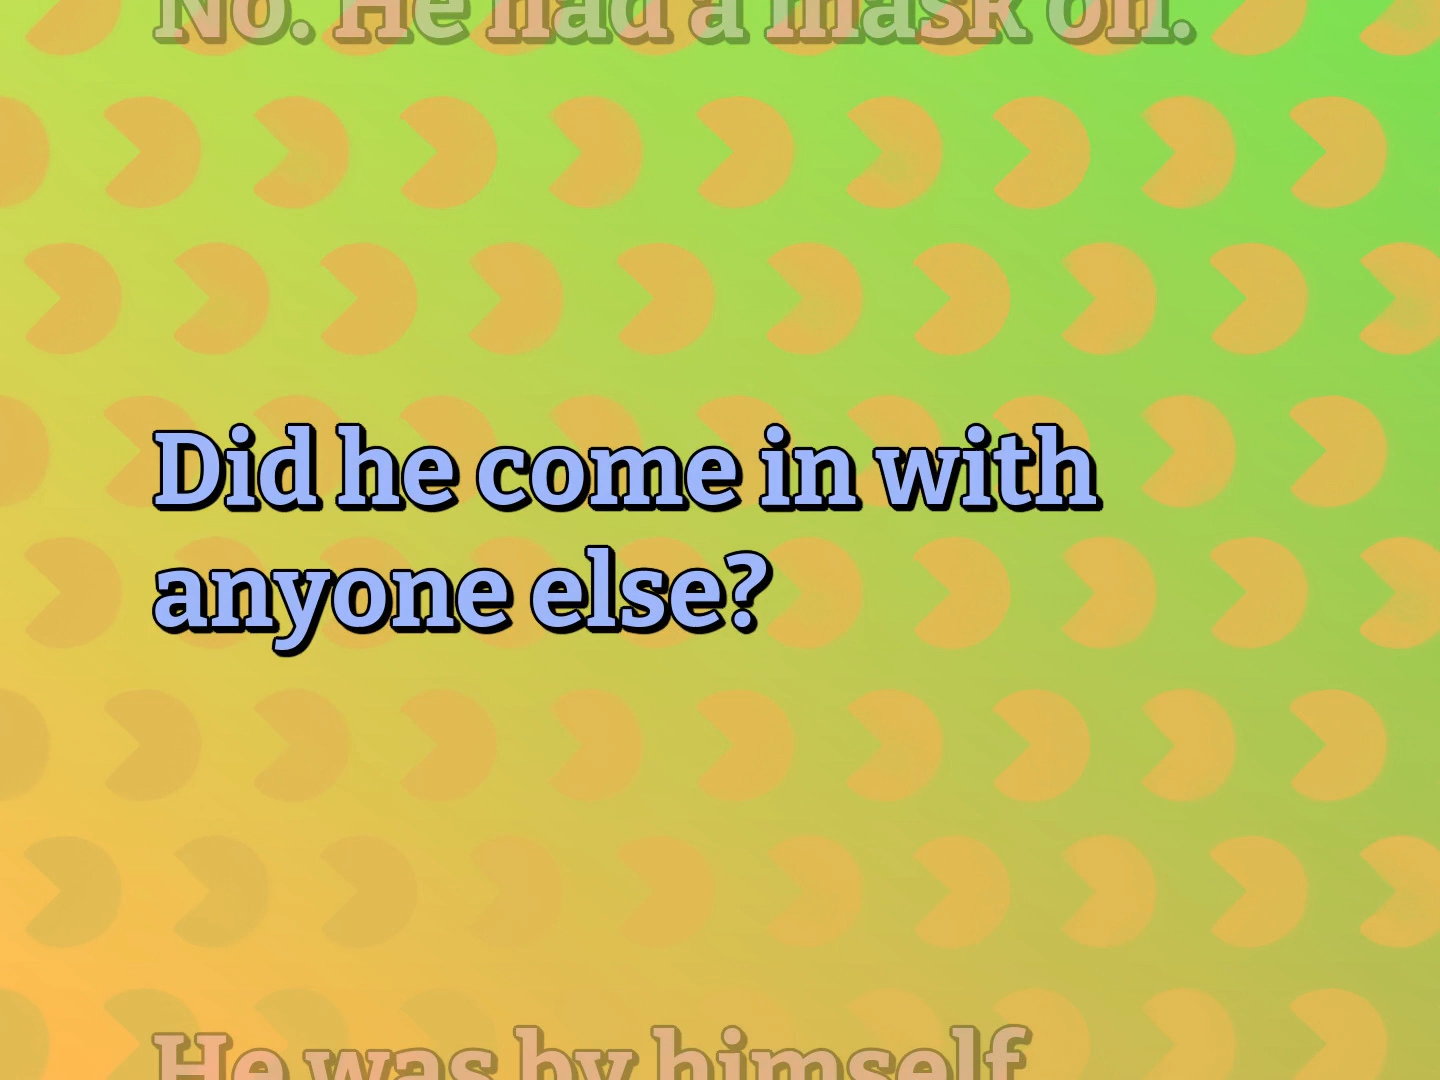 No. He had a mask on.
Did he come in with
anyone else?
He was by himself